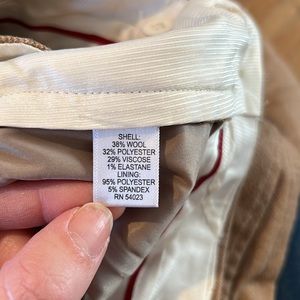 SHELL:
38% WOOL
32% POLYESTER
29% VISCOSE
1% ELASTANE
LINING:
95% POLYESTER
5% SPANDEX
RN 54023